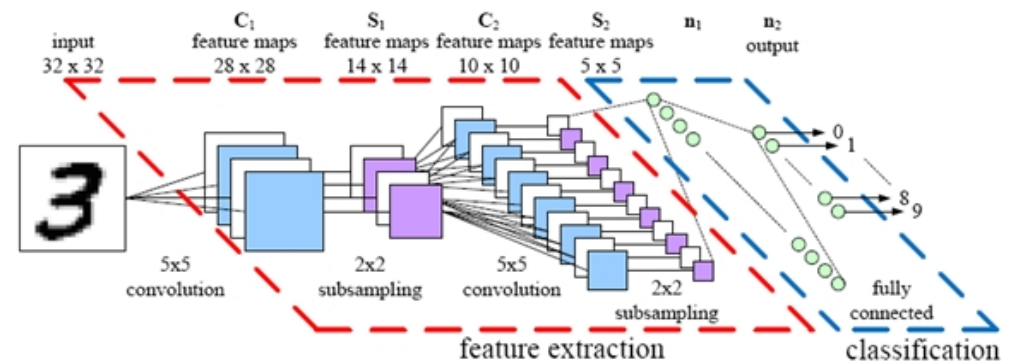 input
32 x 32
C1
feature maps
28 x 28
S1
feature maps
14 x 14
C2
feature maps
10 x 10
S2
feature maps
5 x 5
n1
n2
output
3
0
1
8
9
5x5
convolution
2x2
subsampling
5x5
convolution
2x2
subsampling
fully
connected
feature extraction
classification